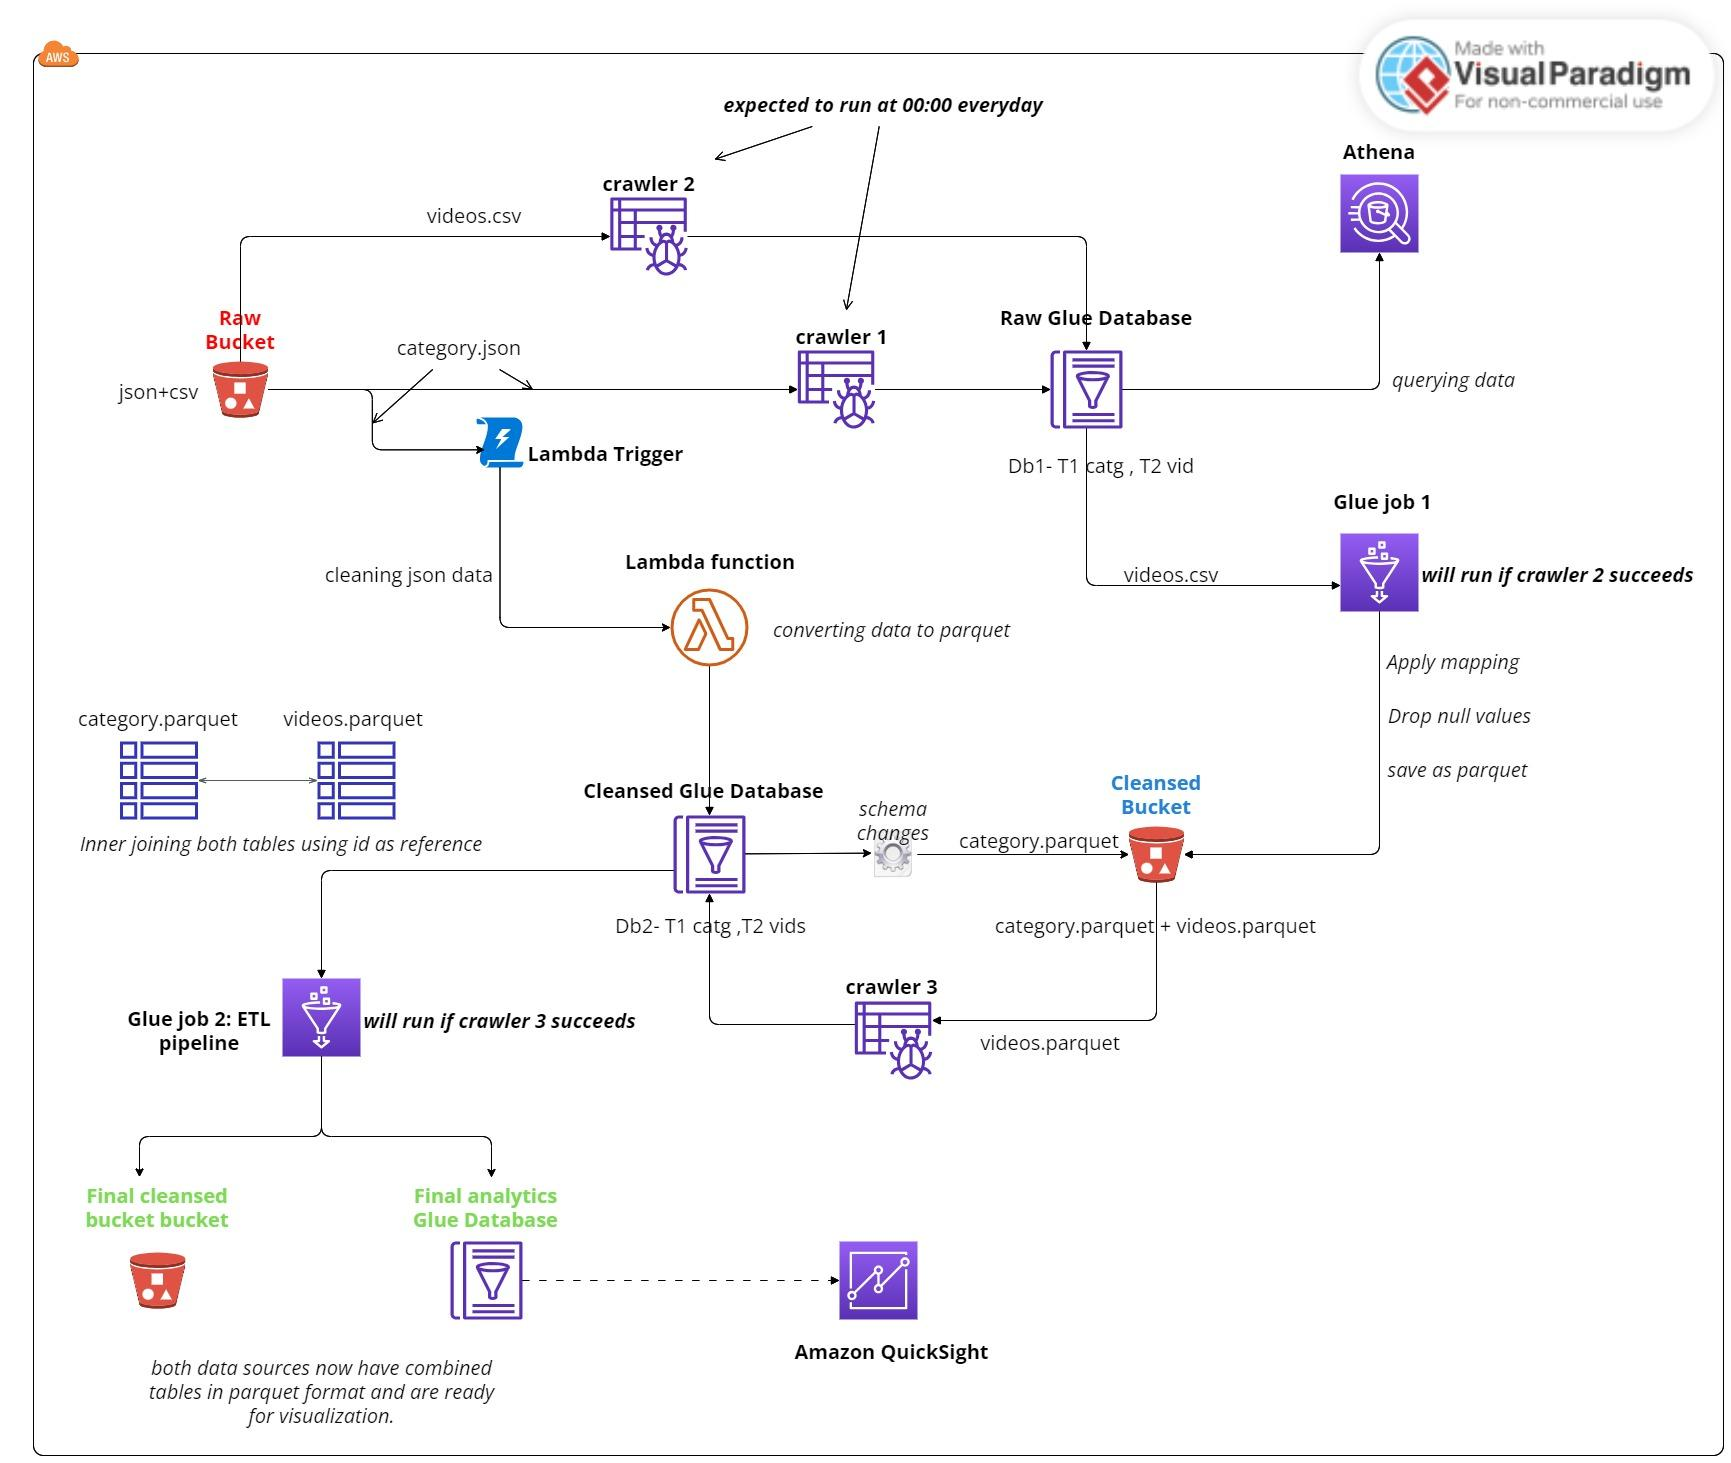 AWS
Made with
Visual Paradigm
For non-commercial use
expected to run at 00:00 everyday
Athena
crawler 2
videos.csv
Raw
Bucket
category.json
crawler 1
Raw Glue Database
json+csv
querying data
Lambda Trigger
Db1- T1 catg , T2 vid
Glue job 1
Lambda function
cleaning json data
videos.csv
will run if crawler 2 succeeds
converting data to parquet
Apply mapping
category.parquet
videos.parquet
Drop null values
save as parquet
Cleansed Glue Database
schema
changes
Cleansed
Bucket
Inner joining both tables using id as reference
category.parquet
Db2- T1 catg ,T2 vids
category.parquet + videos.parquet
crawler 3
Glue job 2: ETL
pipeline
will run if crawler 3 succeeds
videos.parquet
Final cleansed
bucket bucket
Final analytics
Glue Database
Amazon QuickSight
both data sources now have combined
tables in parquet format and are ready
for visualization.